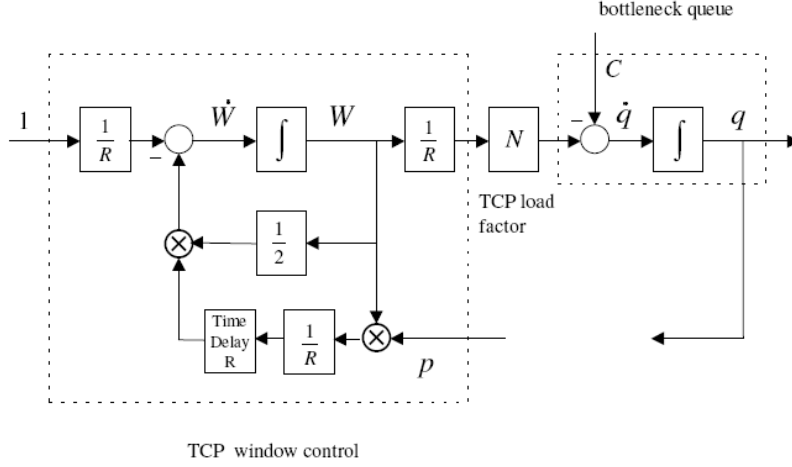 bottleneck queue
C
1
1
R
−
Ẇ
∫
W
1
R
N
−
q̇
∫
q
TCP load
factor
1
2
Time
Delay
R
1
R
p
TCP window control